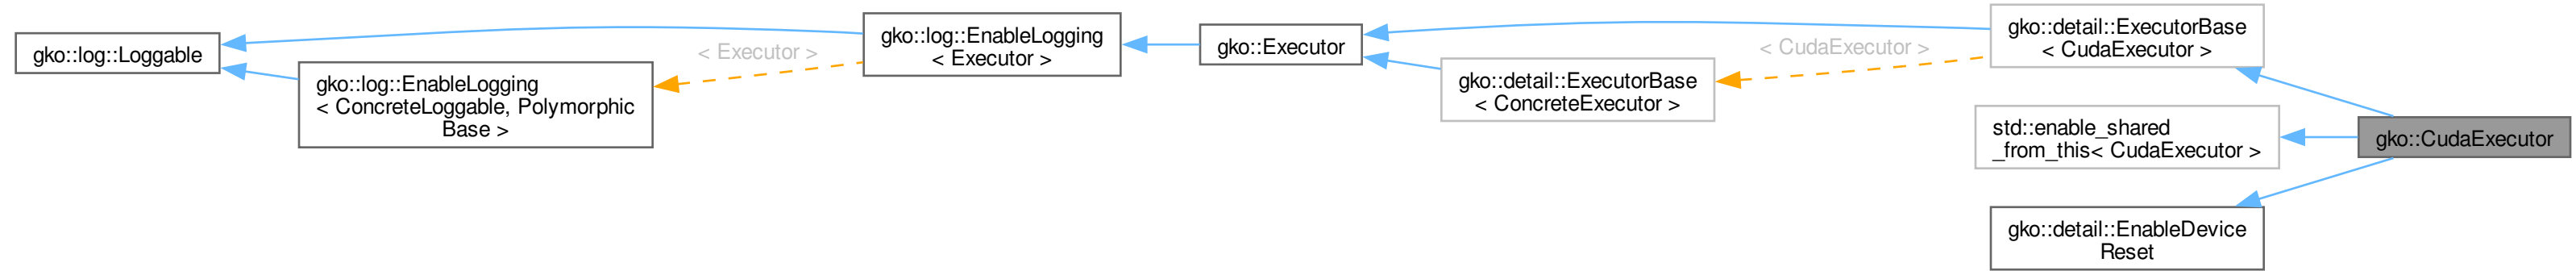 gko::log::Loggable
gko::log::EnableLogging
< ConcreteLoggable, Polymorphic
Base >
< Executor >
gko::log::EnableLogging
< Executor >
gko::Executor
gko::detail::ExecutorBase
< ConcreteExecutor >
< CudaExecutor >
gko::detail::ExecutorBase
< CudaExecutor >
std::enable_shared
_from_this< CudaExecutor >
gko::detail::EnableDevice
Reset
gko::CudaExecutor